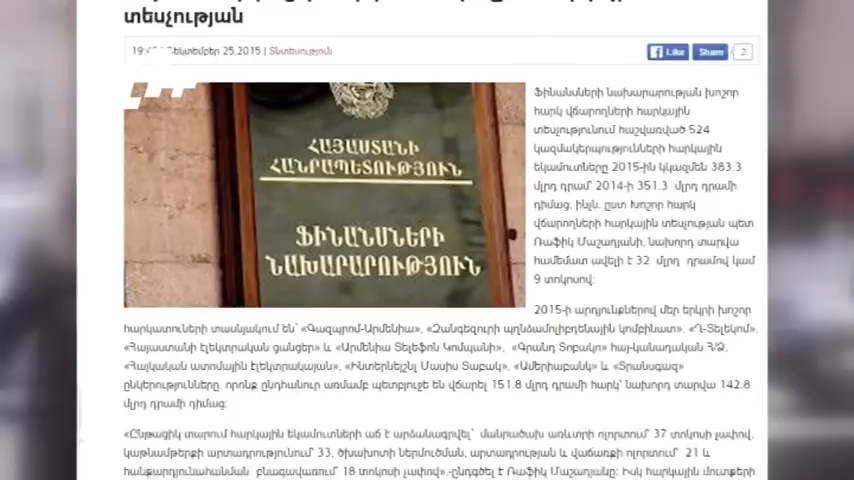 տեսչության
Դեկտեմբեր 25,2015 | Տնտեսություն
Like Share 2
ՀԱՅԱՍՏԱՆԻ
ՀԱՆՐԱՊԵՏՈՒԹՅՈՒՆ
ՖԻՆԱՆՍՆԵՐԻ
ՆԱԽԱՐԱՐՈՒԹՅՈՒՆ
Ֆինանսների նախարարության խոշոր
հարկ վճարողների հարկային
տեսչությունում հաշվառված 524
կազմակերպությունների հարկային
եկամուտները 2015-ին կկազմեն 383.3
մլրդ դրամ՝ 2014-ի 351.3 մլրդ դրամի
դիմաց, ինչն, ըստ Խոշոր հարկ
վճարողների հարկային տեսչության պետ
Ռաֆիկ Մաշադյանի, նախորդ տարվա
համեմատ ավելի է 32 մլրդ դրամով կամ
9 տոկոսով:
2015-ի արդյունքներով մեր երկրի խոշոր
հարկատուների տասնյակում են՝ «Գազպրոմ-Արմենիա», «Զանգեզուրի պղնձամոլիբդենային կոմբինատ», «Ղ-Տելեկոմ»,
«Հայաստանի էլեկտրական ցանցեր» և «Արմենիա Տելեֆոն Կոմպանի», «Գրանդ Տոբակո» հայ-կանադական Հ/Ձ,
«Հայկական ատոմային էլեկտրակայան», «Ինտերնեյշնլ Մասիս Տաբակ», «Ամերիաբանկ» և «Տրանսգազ»
ընկերությունները, որոնք ընդհանուր առմամբ պետբյուջե են վճարել 151.8 մլրդ դրամի հարկ՝ նախորդ տարվա 142.8
մլրդ դրամի դիմաց:
«Ընթացիկ տարում հարկային եկամուտների աճ է արձանագրվել՝ մանրածախ առևտրի ոլորտում՝ 37 տոկոսի չափով,
կաթնամթերքի արտադրությունում՝ 33, ծխախոտի ներմուծման, արտադրության և վաճառքի ոլորտում՝ 21 և
հանքարդյունահանման բնագավառում՝ 18 տոկոսի չափով»,-ընդգծել է Ռաֆիկ Մաշադյանը: Իսկ հարկային մուտքերի